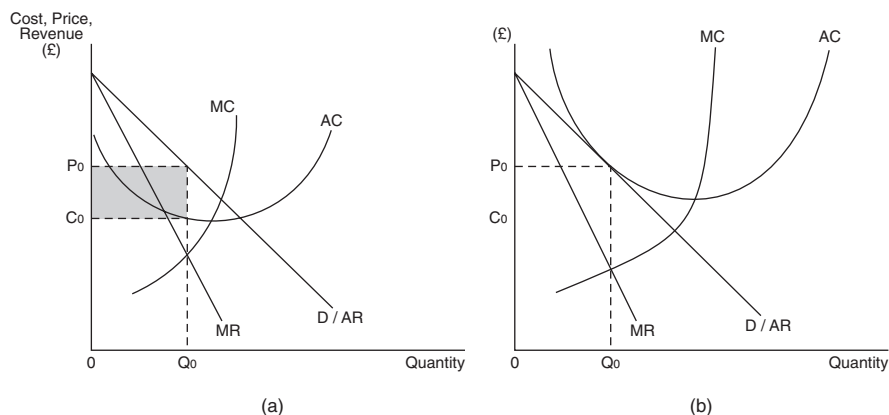 Cost, Price,
Revenue
(£)
MC
AC
P₀
C₀
MR
D / AR
0
Q₀
Quantity
(a)
(£)
MC
AC
P₀
C₀
MR
D / AR
0
Q₀
Quantity
(b)